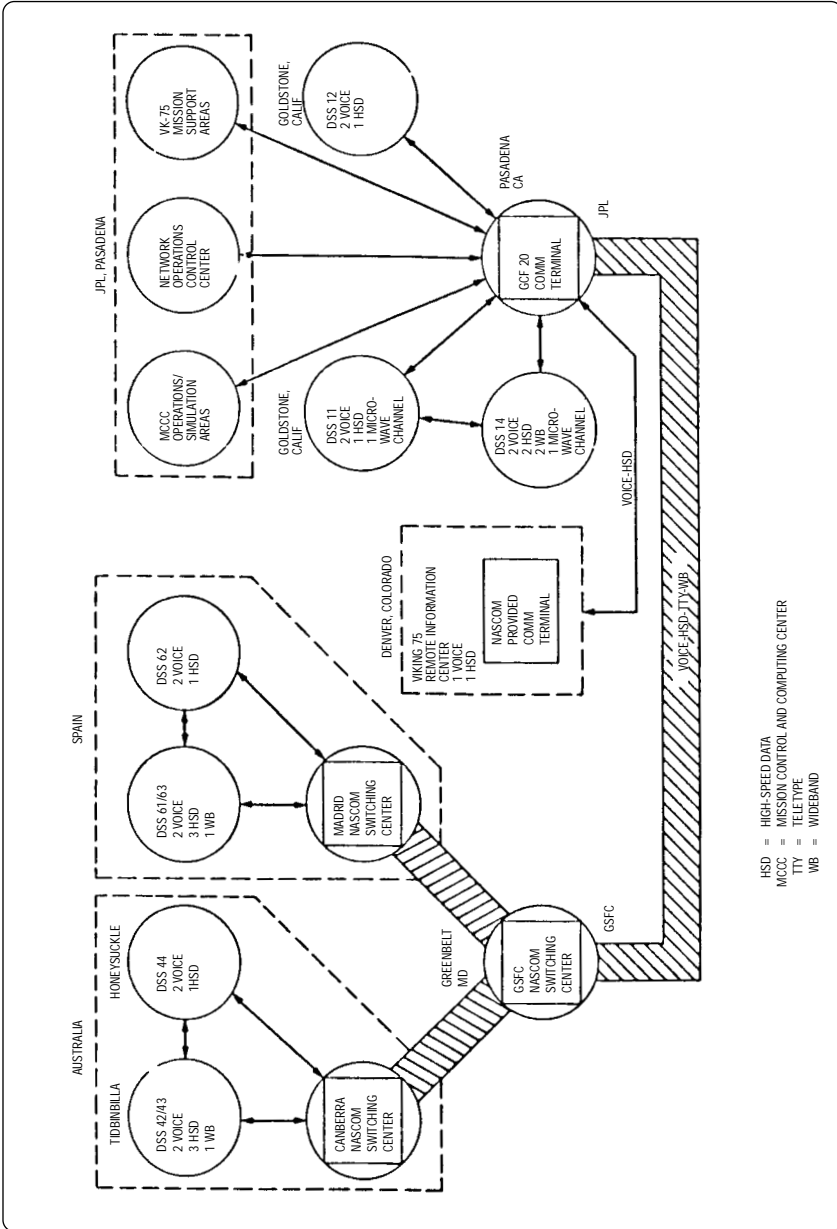 AUSTRALIA
TIDBINBILLA
HONEYSUCKLE
DSS 42/43
2 VOICE
3 HSD
1 WB
DSS 44
2 VOICE
1HSD
CANBERRA
NASCOM
SWITCHING
CENTER
SPAIN
DSS 61/63
2 VOICE
3 HSD
1 WB
DSS 62
2 VOICE
1 HSD
MADRID
NASCOM
SWITCHING
CENTER
GREENBELT
MD
GSFC
NASCOM
SWITCHING
CENTER
GSFC
JPL, PASADENA
MCCC
OPERATIONS/
SIMULATION
AREAS
NETWORK
OPERATIONS
CONTROL
CENTER
VK-75
MISSION
SUPPORT
AREAS
GOLDSTONE,
CALIF
DSS 11
2 VOICE
1 HSD
1 MICRO-
WAVE
CHANNEL
GOLDSTONE,
CALIF
DSS 12
2 VOICE
1 HSD
DSS 14
2 VOICE
2 HSD
2 WB
1 MICRO-
WAVE
CHANNEL
PASADENA
CA
GCF 20
COMM
TERMINAL
JPL
DENVER, COLORADO
VIKING 75
REMOTE INFORMATION
CENTER
1 VOICE
1 HSD
NASCOM
PROVIDED
COMM
TERMINAL
VOICE-HSD
VOICE-HSD-TTY-WB
HSD = HIGH-SPEED DATA
MCCC = MISSION CONTROL AND COMPUTING CENTER
TTY = TELETYPE
WB = WIDEBAND